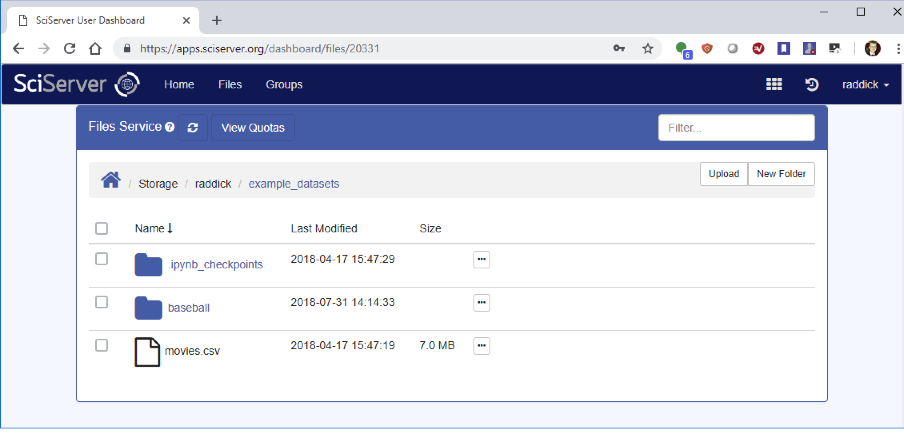 SciServer User Dashboard
https://apps.sciserver.org/dashboard/files/20331
6
SciServer Home Files Groups raddick
Files Service View Quotas Filter...
/ Storage / raddick / example_datasets Upload New Folder
Name Last Modified Size
.ipynb_checkpoints 2018-04-17 15:47:29
baseball 2018-07-31 14:14:33
movies.csv 2018-04-17 15:47:19 7.0 MB